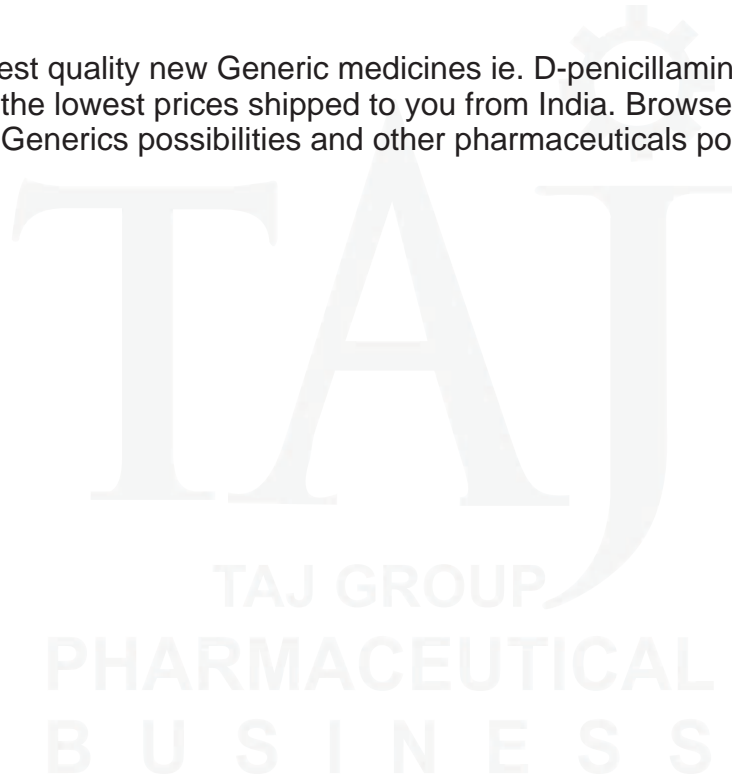 est quality new Generic medicines ie. D-penicillamin
the lowest prices shipped to you from India. Browse
Generics possibilities and other pharmaceuticals po
TAJ
TAJ GROUP
PHARMACEUTICAL
BUSINESS